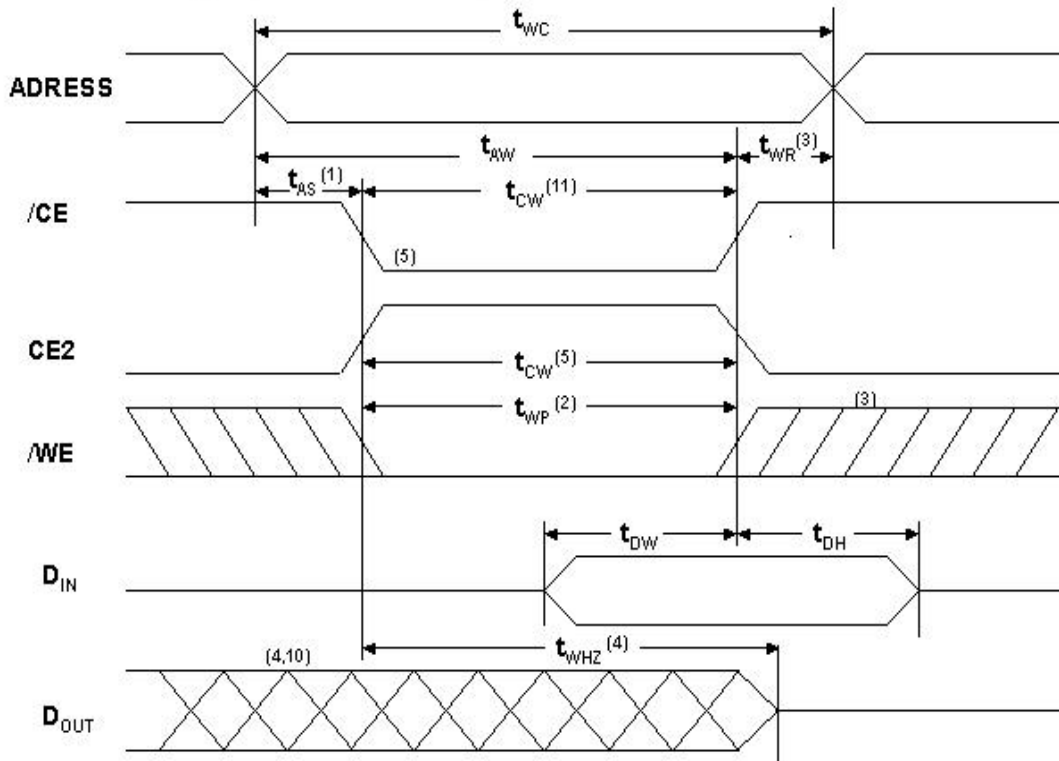 tWC
ADRESS
tAW
tWR(3)
tAS(1)
tCW(11)
/CE
(5)
CE2
tCW(5)
tWP(2)
(3)
/WE
tDW
tDH
DIN
tWHZ(4)
(4,10)
DOUT